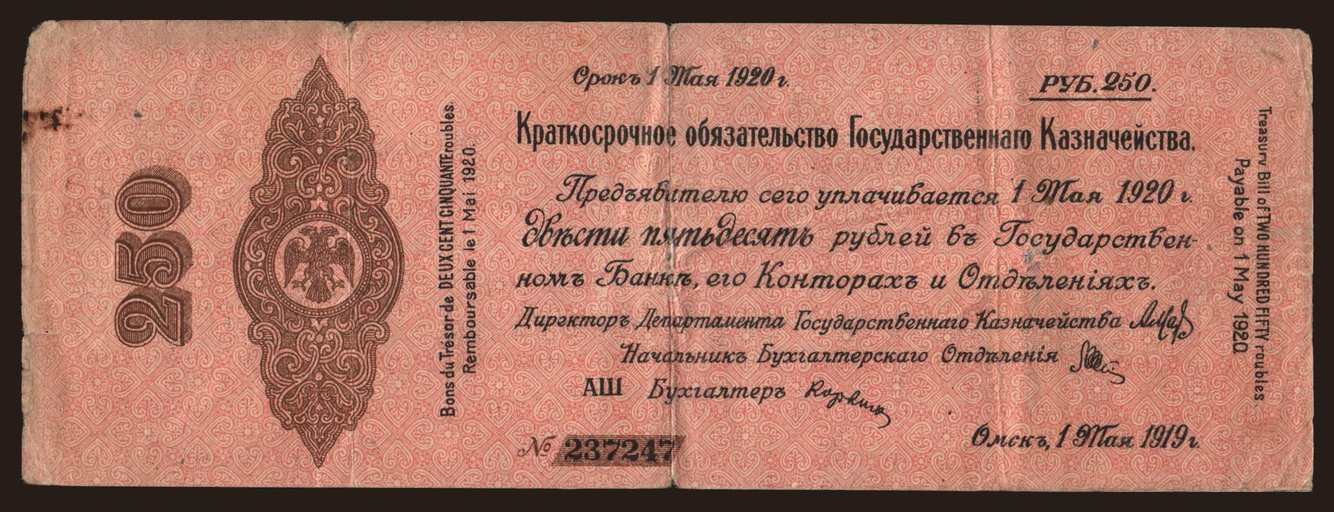 250
Bons du Trésor de DEUX CENT CINQUANTE roubles.
Remboursable le 1 Mai 1920.
Срокъ 1 Мая 1920 г.
РУБ. 250.
Краткосрочное обязательство Государственнаго Казначейства.
Предъявителю сего уплачивается 1 Мая 1920 г.
Двѣсти пятьдесятъ рублей въ Государствен-
номъ Банкѣ, его Конторахъ и Отдѣленіяхъ.
Директоръ Департамента Государственнаго Казначейства
Начальникъ Бухгалтерскаго Отдѣленія
АШ Бухгалтеръ
№ 237247
Омскъ, 1 Мая 1919 г.
Treasury Bill of TWO HUNDRED FIFTY roubles.
Payable on 1 May 1920.